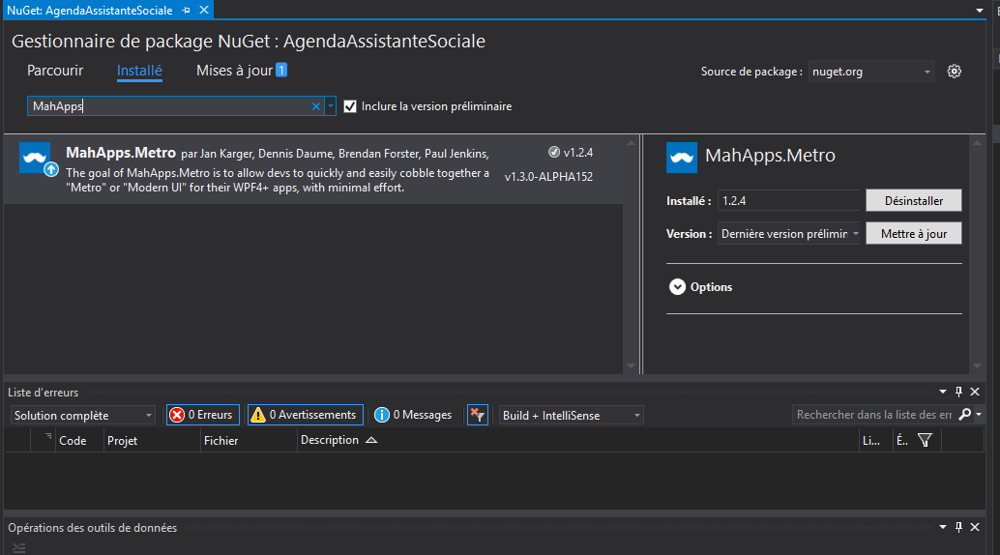 NuGet: AgendaAssistanteSociale
Gestionnaire de package NuGet : AgendaAssistanteSociale
Parcourir Installé Mises à jour 1
Source de package : nuget.org
MahApps
Inclure la version préliminaire
MahApps.Metro par Jan Karger, Dennis Daume, Brendan Forster, Paul Jenkins, v1.2.4
The goal of MahApps.Metro is to allow devs to quickly and easily cobble together a v1.3.0-ALPHA152
"Metro" or "Modern UI" for their WPF4+ apps, with minimal effort.
MahApps.Metro
Installé : 1.2.4 Désinstaller
Version : Dernière version prélimin Mettre à jour
Options
Liste d'erreurs
Solution complète 0 Erreurs 0 Avertissements 0 Messages Build + IntelliSense Rechercher dans la liste des err
Code Projet Fichier Description Li... É..
Opérations des outils de données